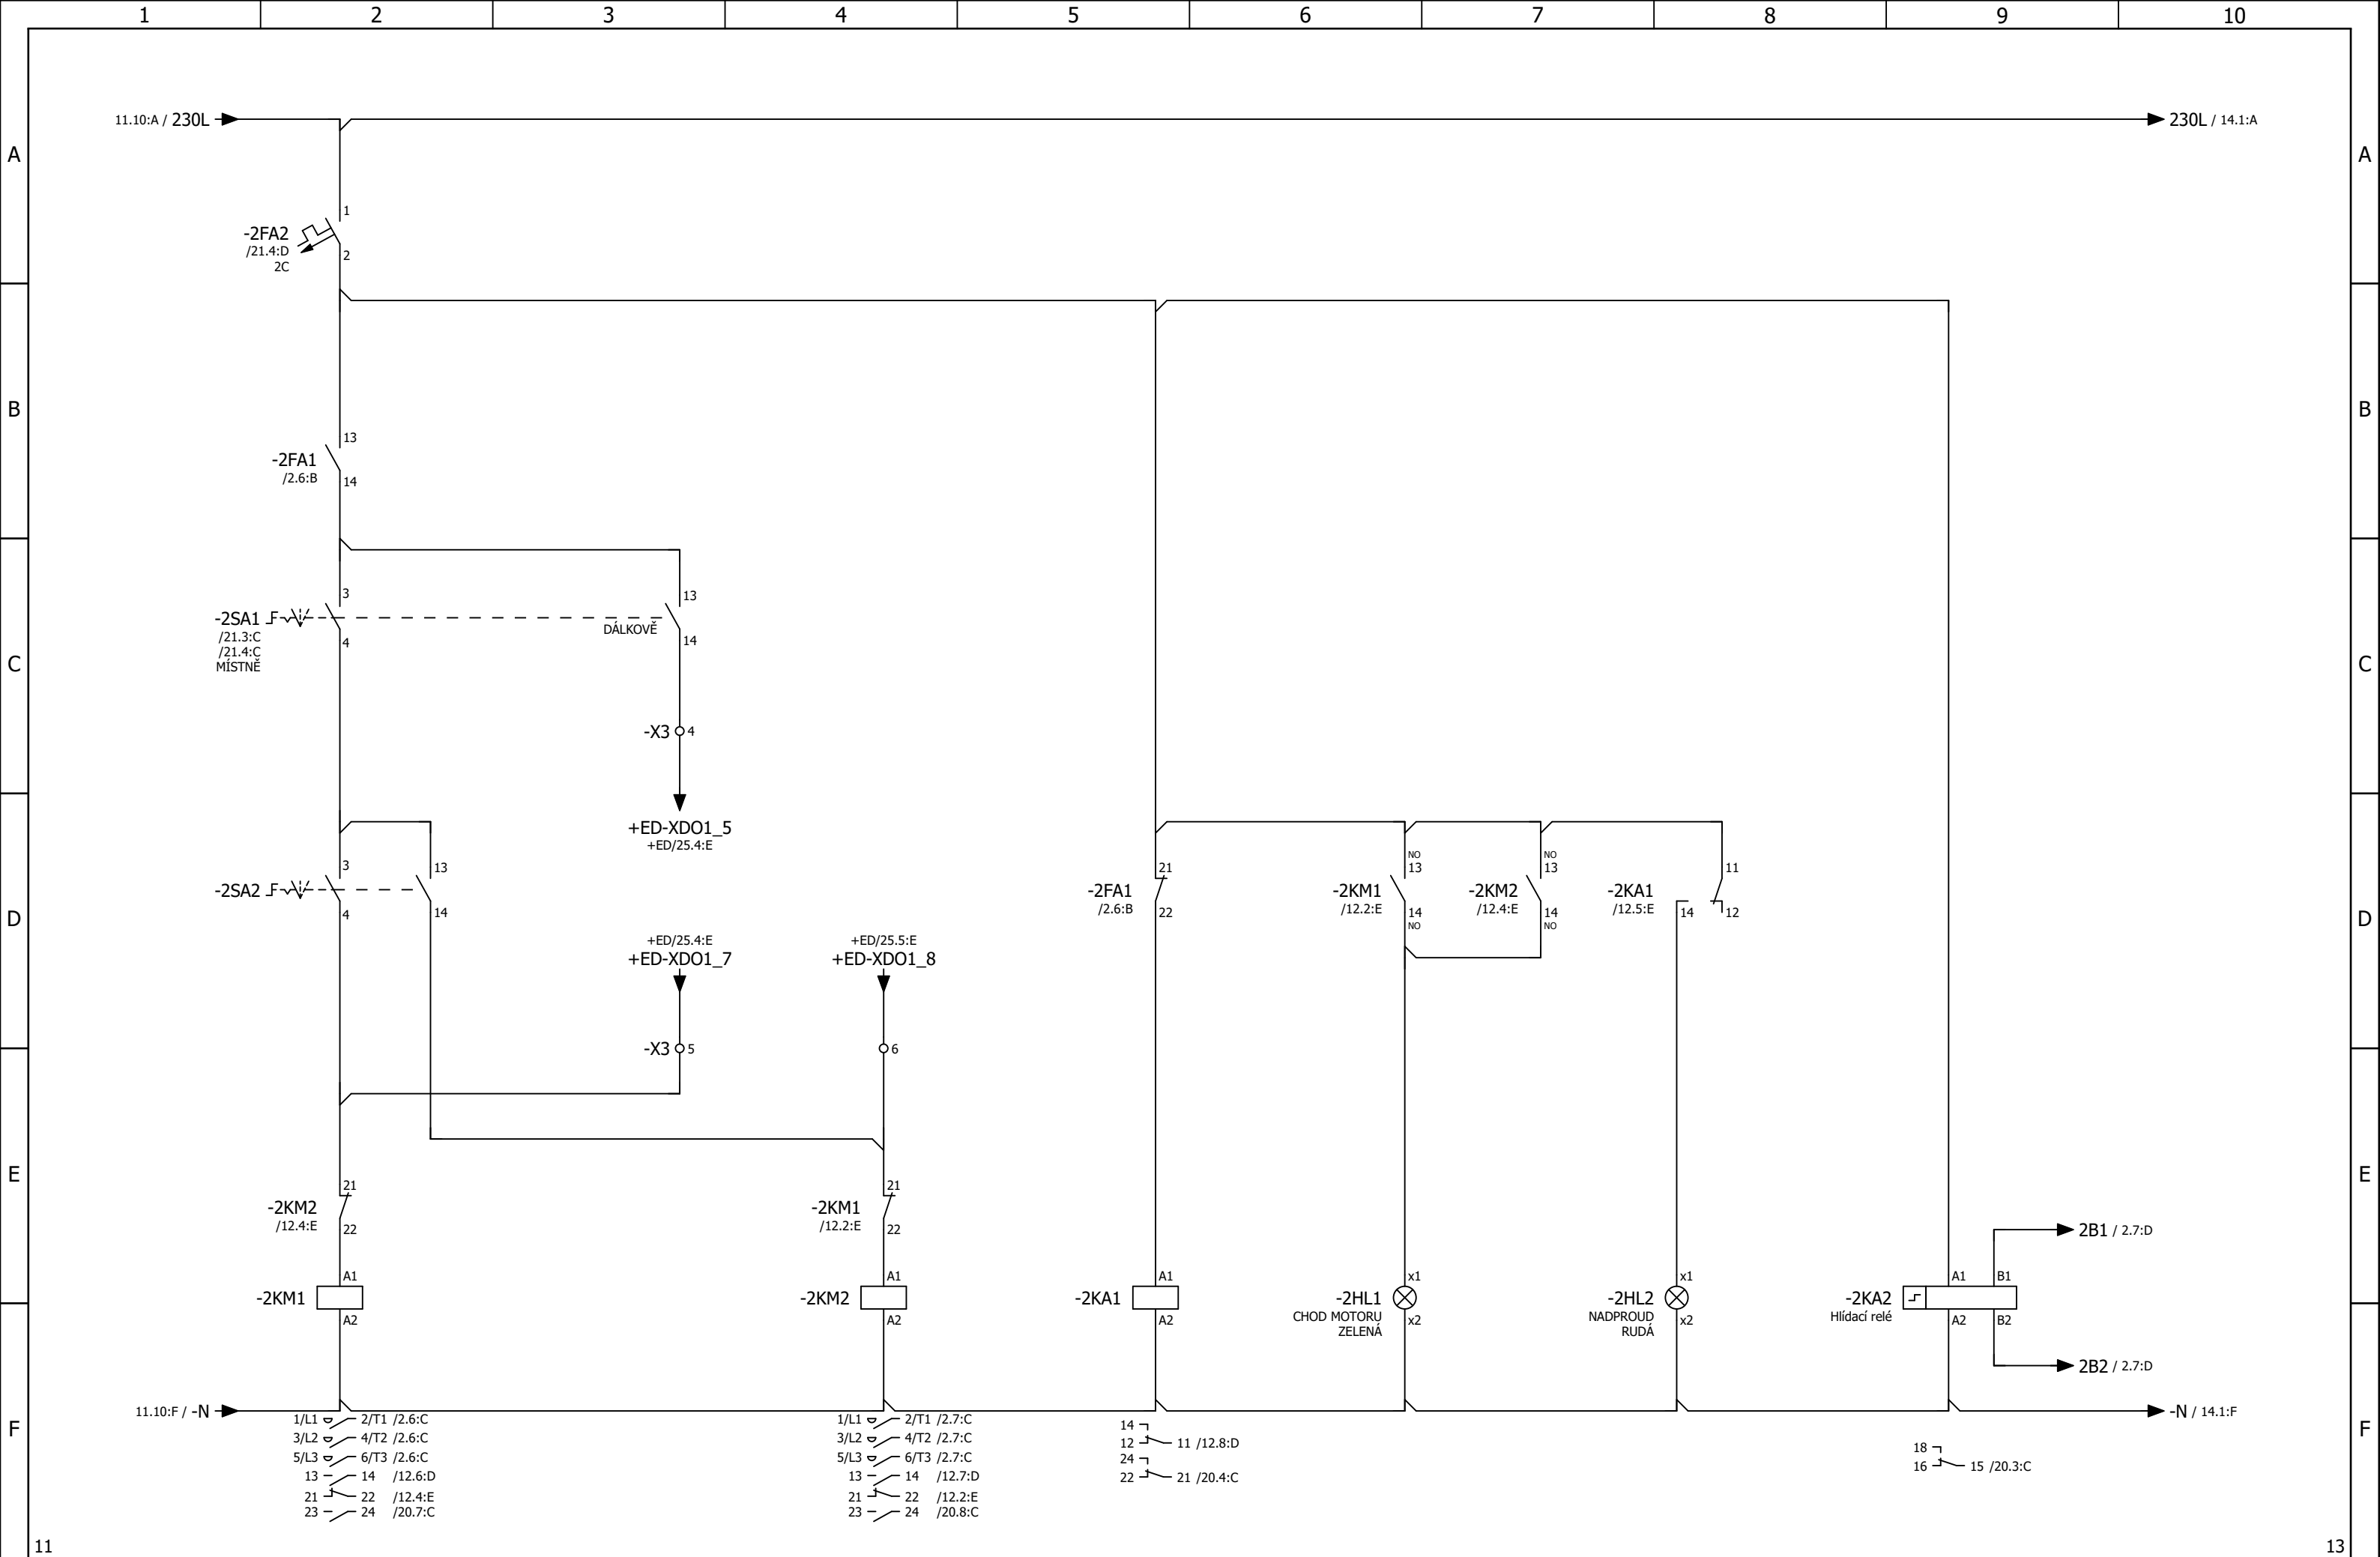 1 2 3 4 5 6 7 8 9 10
A A
11.10:A / 230L
230L / 14.1:A
1
-2FA2
/21.4:D
2
2C
B B
13
-2FA1
/2.6:B
14
C C
3
13
-2SA1
DÁLKOVĚ
/21.3:C
4
14
/21.4:C
MÍSTNĚ
-X3 4
+ED-XDO1_5
+ED/25.4:E
D D
3
13
-2SA2
4
14
21
-2FA1
/2.6:B
22
NO
13
-2KM1
/12.2:E
14
NO
NO
13
-2KM2
/12.4:E
14
NO
11
-2KA1
/12.5:E
14
12
+ED/25.4:E
+ED-XDO1_7
+ED/25.5:E
+ED-XDO1_8
-X3 5
6
E E
21
-2KM2
/12.4:E
22
21
-2KM1
/12.2:E
22
2B1 / 2.7:D
A1
-2KM1
A2
A1
-2KM2
A2
A1
-2KA1
A2
x1
-2HL1
CHOD MOTORU
x2
ZELENÁ
x1
-2HL2
NADPROUD
x2
RUDÁ
A1 B1
-2KA2
Hlídací relé
A2 B2
2B2 / 2.7:D
F F
11.10:F / -N
-N / 14.1:F
1/L1 2/T1 /2.6:C
3/L2 4/T2 /2.6:C
5/L3 6/T3 /2.6:C
13 14 /12.6:D
21 22 /12.4:E
23 24 /20.7:C
1/L1 2/T1 /2.7:C
3/L2 4/T2 /2.7:C
5/L3 6/T3 /2.7:C
13 14 /12.7:D
21 22 /12.2:E
23 24 /20.8:C
14
12 11 /12.8:D
24
22 21 /20.4:C
18
16 15 /20.3:C
11
13